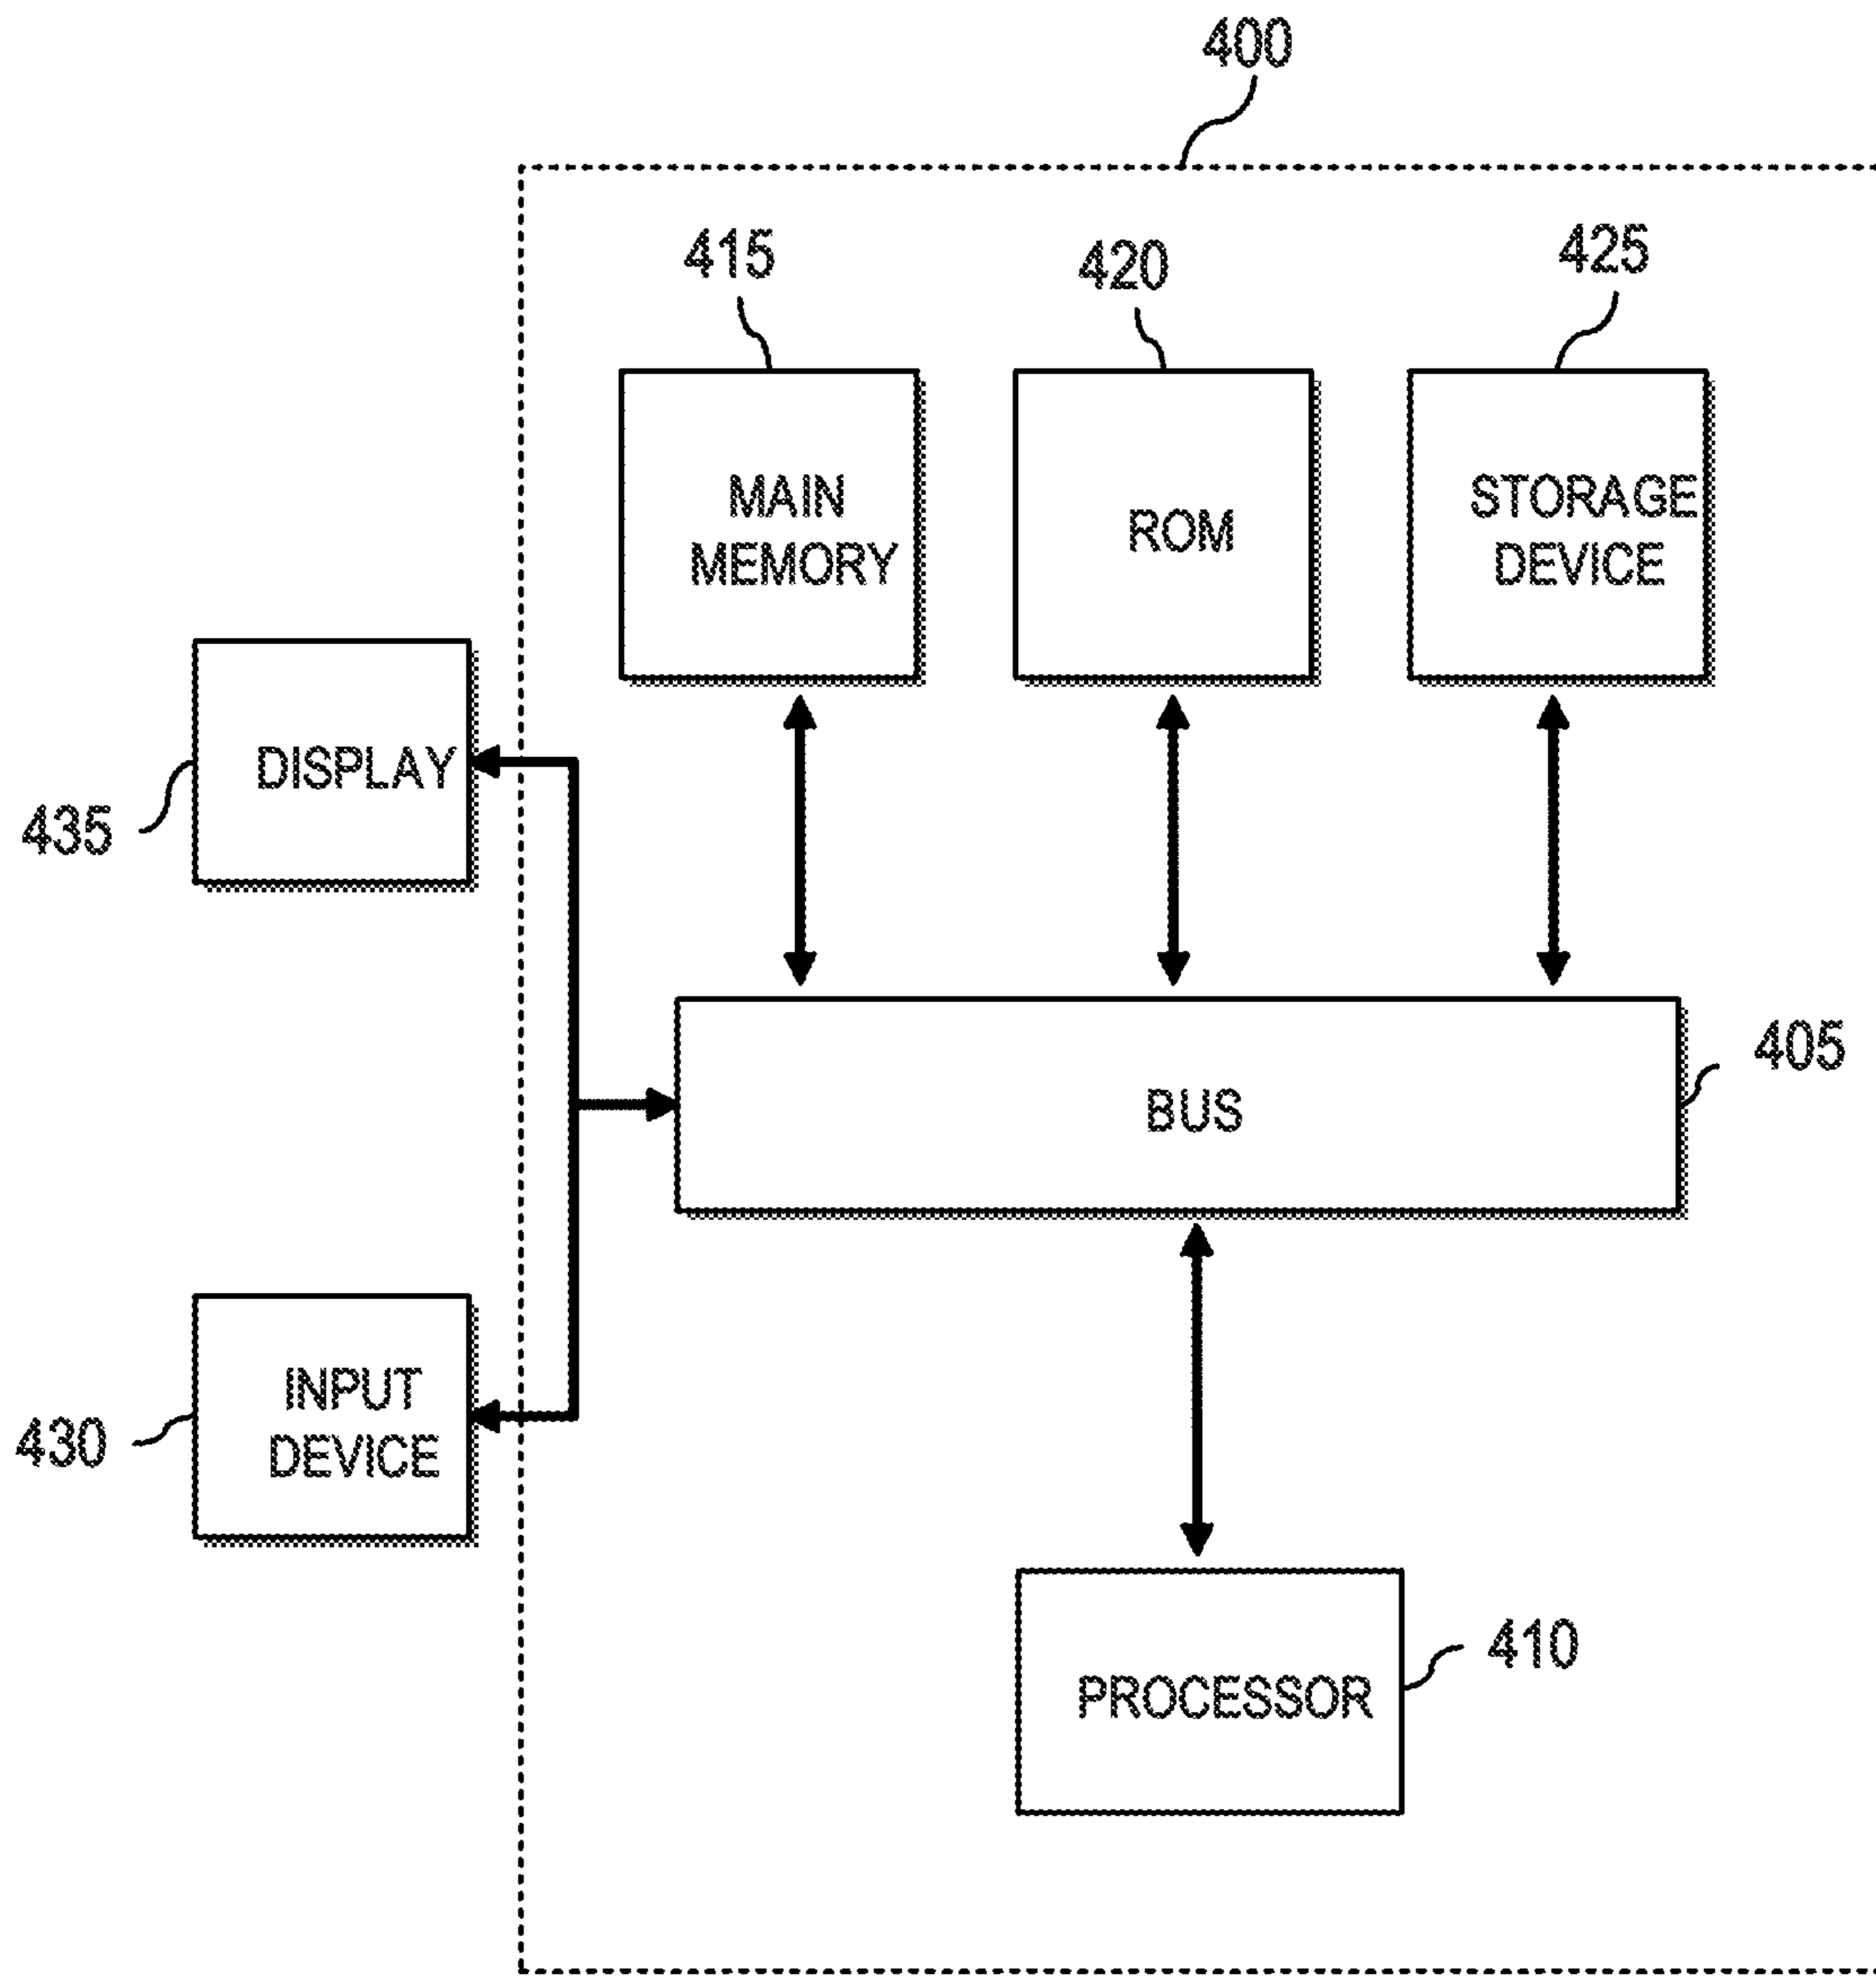 400
415
420
425
MAIN
MEMORY
ROM
STORAGE
DEVICE
DISPLAY
435
BUS
405
INPUT
DEVICE
430
PROCESSOR
410